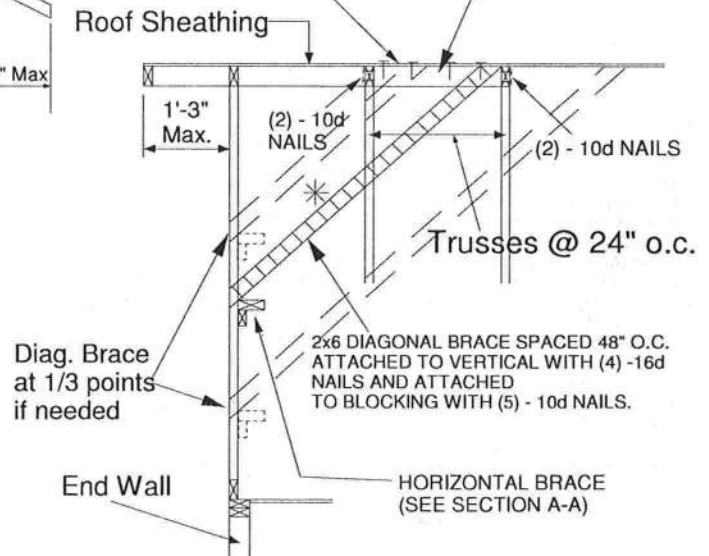 Roof Sheathing
" Max
1'-3"
Max.
(2) - 10d
NAILS
(2) - 10d NAILS
Trusses @ 24" o.c.
2x6 DIAGONAL BRACE SPACED 48" O.C.
ATTACHED TO VERTICAL WITH (4) -16d
NAILS AND ATTACHED
TO BLOCKING WITH (5) - 10d NAILS.
Diag. Brace
at 1/3 points
if needed
End Wall
HORIZONTAL BRACE
(SEE SECTION A-A)